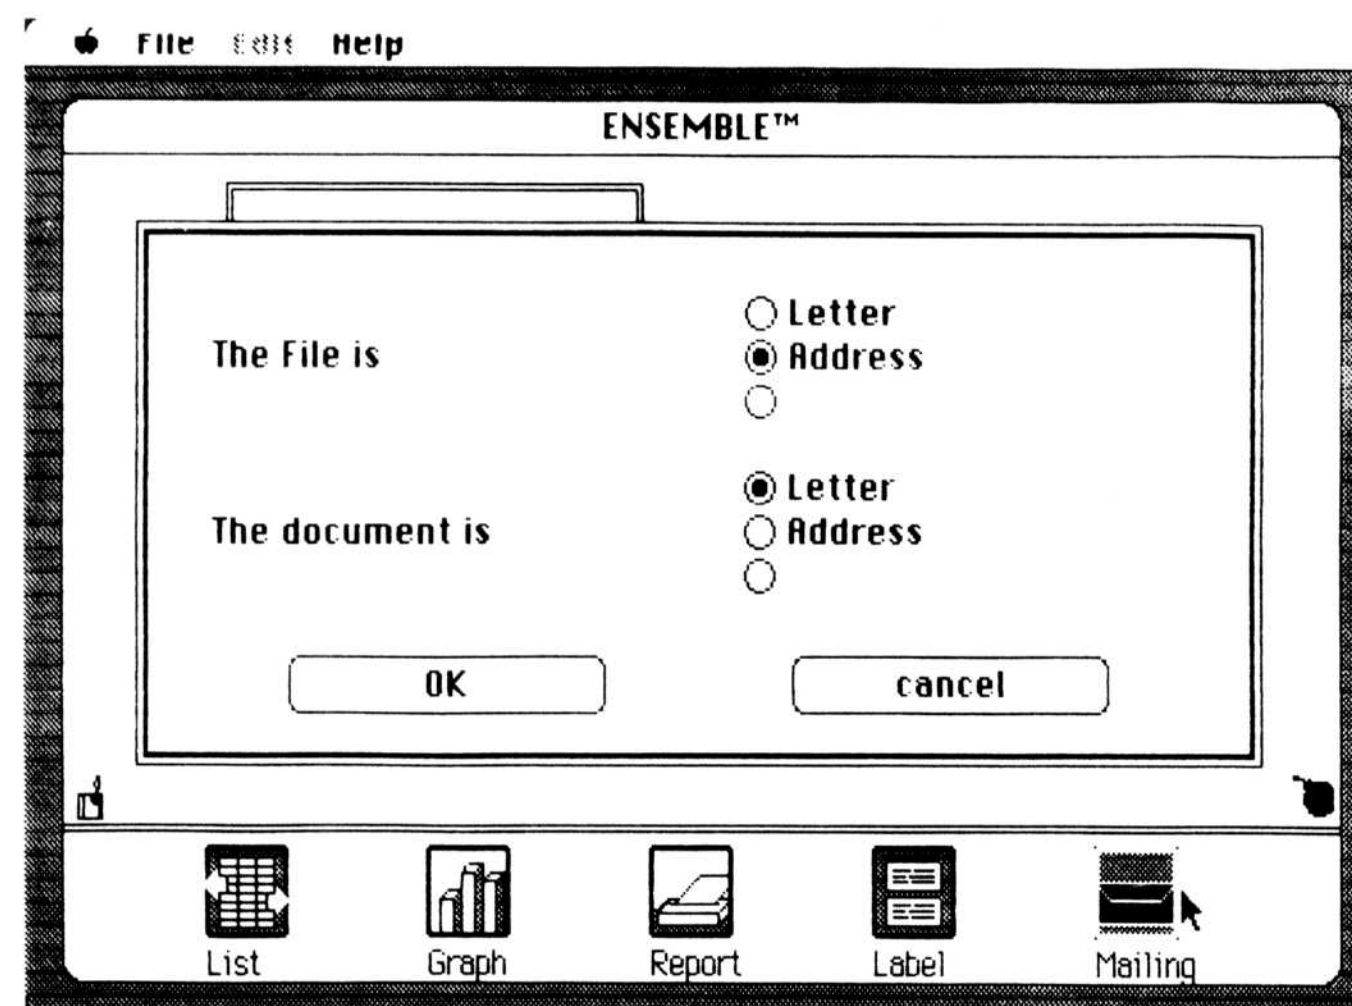 File Edit Help
ENSEMBLE™
Letter
The File is
Address
Letter
The document is
Address
OK
cancel
List
Graph
Report
Label
Mailing